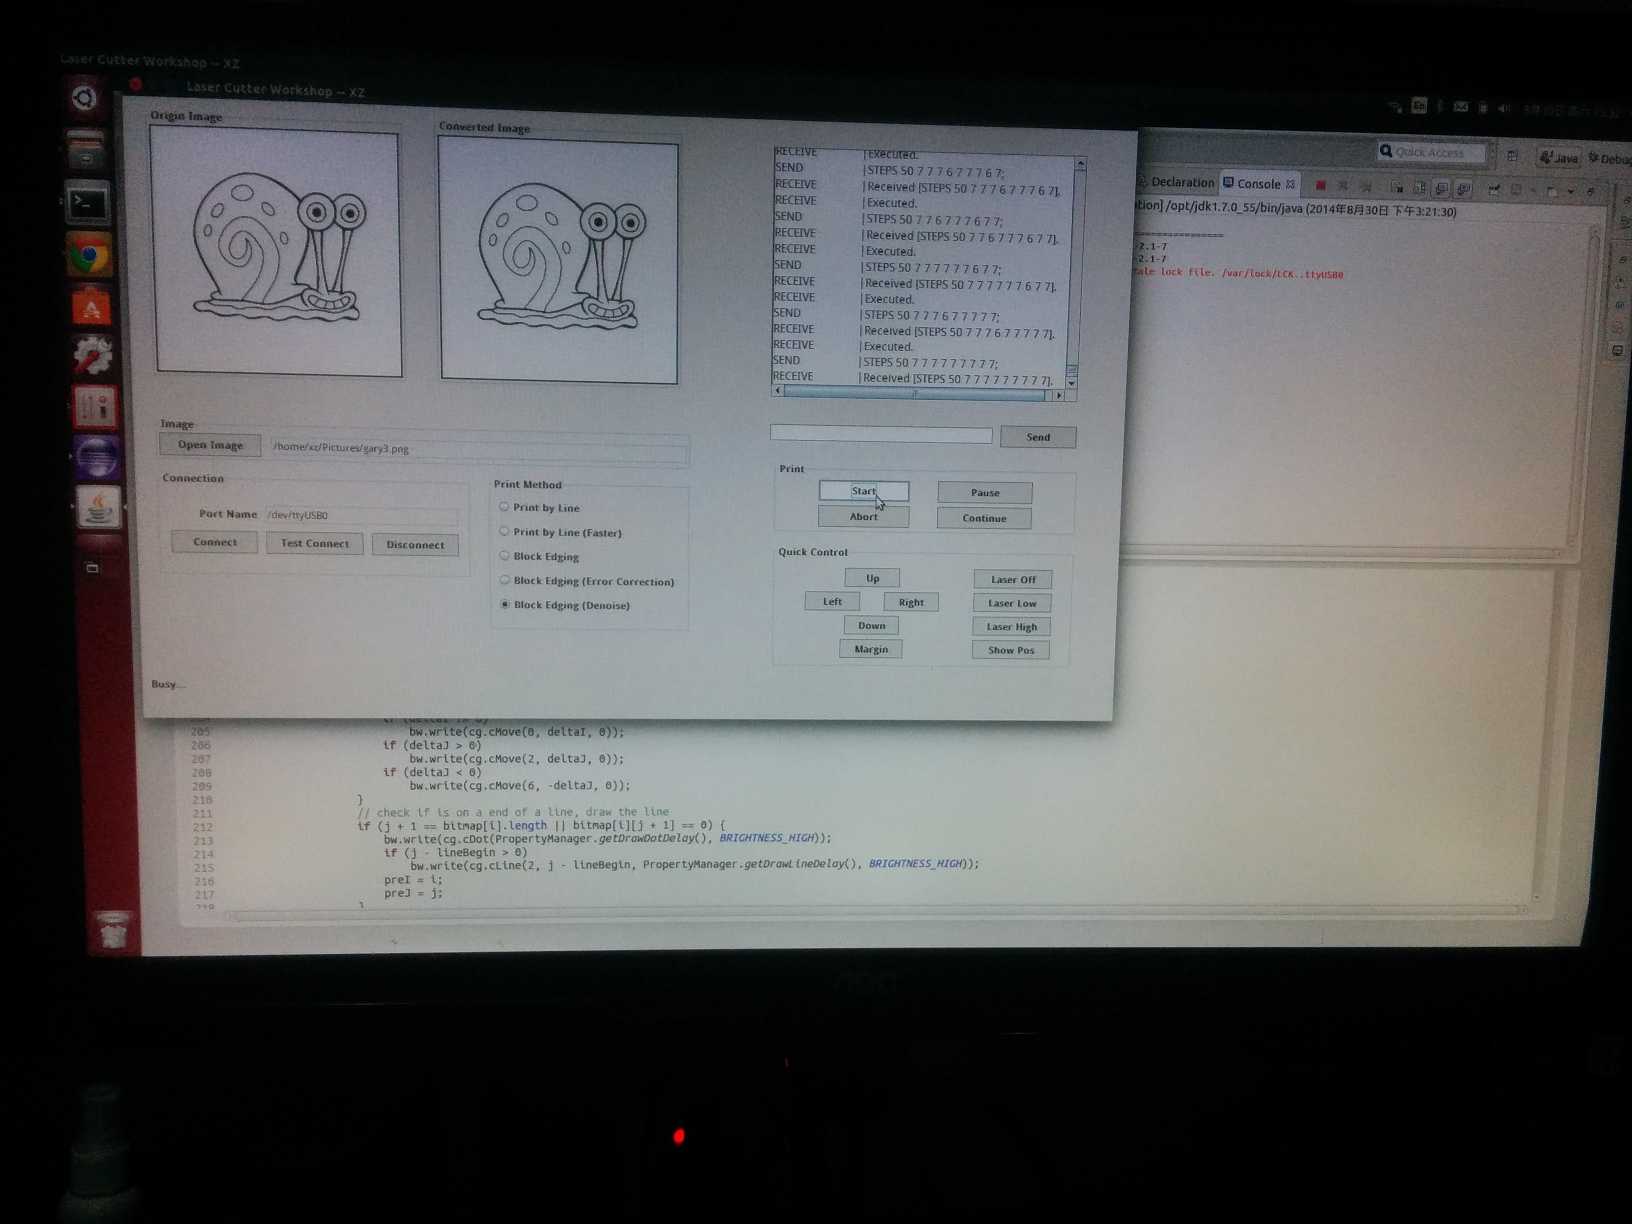 Laser Cutter Workshop -- XZ
Laser Cutter Workshop -- XZ
En
Origin Image
Converted Image
RECEIVE |Executed.
SEND |STEPS 50 7 7 7 6 7 7 7 6 7;
RECEIVE |Received [STEPS 50 7 7 7 6 7 7 7 6 7].
RECEIVE |Executed.
SEND |STEPS 50 7 7 6 7 7 7 6 7 7;
RECEIVE |Received [STEPS 50 7 7 6 7 7 7 6 7 7].
RECEIVE |Executed.
SEND |STEPS 50 7 7 7 7 7 7 6 7 7;
RECEIVE |Received [STEPS 50 7 7 7 7 7 7 6 7 7].
RECEIVE |Executed.
SEND |STEPS 50 7 7 7 6 7 7 7 7 7;
RECEIVE |Received [STEPS 50 7 7 7 6 7 7 7 7 7].
RECEIVE |Executed.
SEND |STEPS 50 7 7 7 7 7 7 7 7 7;
RECEIVE |Received [STEPS 50 7 7 7 7 7 7 7 7 7].
Send
Image
Open Image /home/xz/Pictures/gary3.png
Connection
Port Name /dev/ttyUSB0
Connect Test Connect Disconnect
Print Method
Print by Line
Print by Line (Faster)
Block Edging
Block Edging (Error Correction)
Block Edging (Denoise)
Print
Start Pause
Abort Continue
Quick Control
Up
Left Right
Down
Margin
Laser Off
Laser Low
Laser High
Show Pos
Busy...
Quick Access
Java
Debug
Declaration Console
tion] /opt/jdk1.7.0_55/bin/java (2014年8月30日 下午3:21:30)
===============
-2.1-7
-2.1-7
tale lock file. /var/lock/LCK..ttyUSB0
205 bw.write(cg.cMove(0, deltaI, 0));
206 if (deltaJ > 0)
207 bw.write(cg.cMove(2, deltaJ, 0));
208 if (deltaJ < 0)
209 bw.write(cg.cMove(6, -deltaJ, 0));
210 }
211 // check if is on a end of a line, draw the line
212 if (j + 1 == bitmap[i].length || bitmap[i][j + 1] == 0) {
213 bw.write(cg.cDot(PropertyManager.getDrawDotDelay(), BRIGHTNESS_HIGH));
214 if (j - lineBegin > 0)
215 bw.write(cg.cLine(2, j - lineBegin, PropertyManager.getDrawLineDelay(), BRIGHTNESS_HIGH));
216 preI = i;
217 preJ = j;